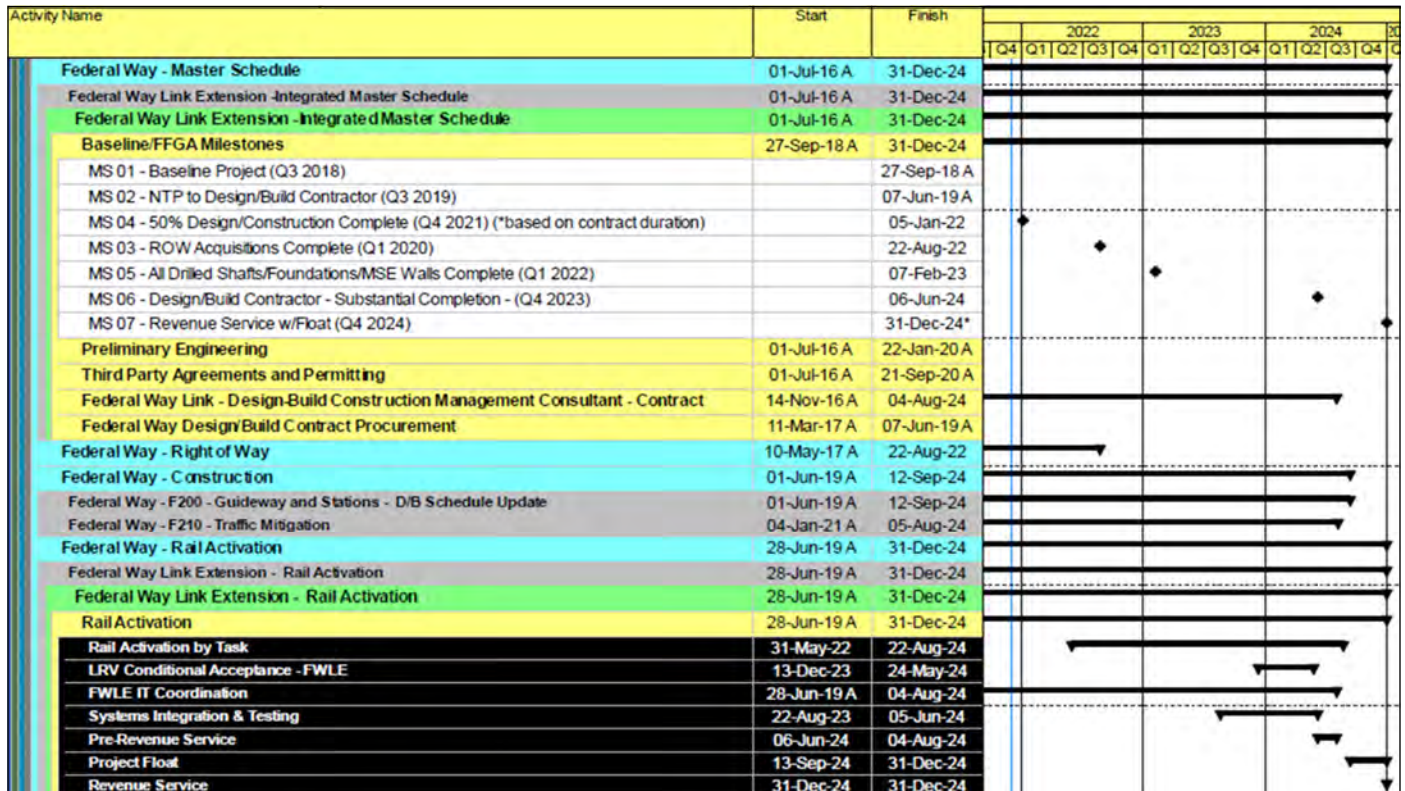 Activity Name Start Finish
2022 2023 2024 20
Q4 Q1 Q2 Q3 Q4 Q1 Q2 Q3 Q4 Q1 Q2 Q3 Q4
Federal Way - Master Schedule 01-Jul-16 A 31-Dec-24
Federal Way Link Extension -Integrated Master Schedule 01-Jul-16 A 31-Dec-24
Federal Way Link Extension -Integrated Master Schedule 01-Jul-16 A 31-Dec-24
Baseline/FFGA Milestones 27-Sep-18 A 31-Dec-24
MS 01 - Baseline Project (Q3 2018) 27-Sep-18 A
MS 02 - NTP to Design/Build Contractor (Q3 2019) 07-Jun-19 A
MS 04 - 50% Design/Construction Complete (Q4 2021) (*based on contract duration) 05-Jan-22
MS 03 - ROW Acquisitions Complete (Q1 2020) 22-Aug-22
MS 05 - All Drilled Shafts/Foundations/MSE Walls Complete (Q1 2022) 07-Feb-23
MS 06 - Design/Build Contractor - Substantial Completion - (Q4 2023) 06-Jun-24
MS 07 - Revenue Service w/Float (Q4 2024) 31-Dec-24*
Preliminary Engineering 01-Jul-16 A 22-Jan-20 A
Third Party Agreements and Permitting 01-Jul-16 A 21-Sep-20 A
Federal Way Link - Design-Build Construction Management Consultant - Contract 14-Nov-16 A 04-Aug-24
Federal Way Design/Build Contract Procurement 11-Mar-17 A 07-Jun-19 A
Federal Way - Right of Way 10-May-17 A 22-Aug-22
Federal Way - Construction 01-Jun-19 A 12-Sep-24
Federal Way - F200 - Guideway and Stations - D/B Schedule Update 01-Jun-19 A 12-Sep-24
Federal Way - F210 - Traffic Mitigation 04-Jan-21 A 05-Aug-24
Federal Way - Rail Activation 28-Jun-19 A 31-Dec-24
Federal Way Link Extension - Rail Activation 28-Jun-19 A 31-Dec-24
Federal Way Link Extension - Rail Activation 28-Jun-19 A 31-Dec-24
Rail Activation 28-Jun-19 A 31-Dec-24
Rail Activation by Task 31-May-22 22-Aug-24
LRV Conditional Acceptance -FWLE 13-Dec-23 24-May-24
FWLE IT Coordination 28-Jun-19 A 04-Aug-24
Systems Integration & Testing 22-Aug-23 05-Jun-24
Pre-Revenue Service 06-Jun-24 04-Aug-24
Project Float 13-Sep-24 31-Dec-24
Revenue Service 31-Dec-24 31-Dec-24